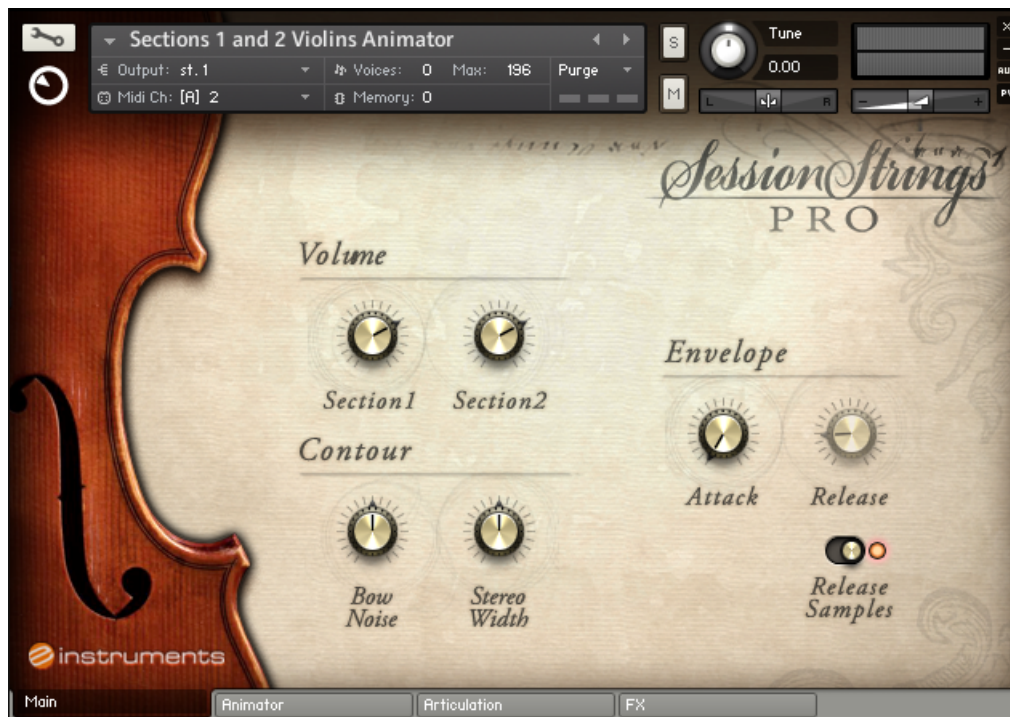 Sections 1 and 2 Violins Animator
Output: st.1
Voices: 0 Max: 196
Purge
Midi Ch: [A] 2
Memory: 0
S
M
Tune
0.00
L
R
-
+
Session Strings
PRO
Volume
Section1
Section2
Envelope
Attack
Release
Contour
Bow
Noise
Stereo
Width
Release
Samples
e instruments
Main
Animator
Articulation
FX